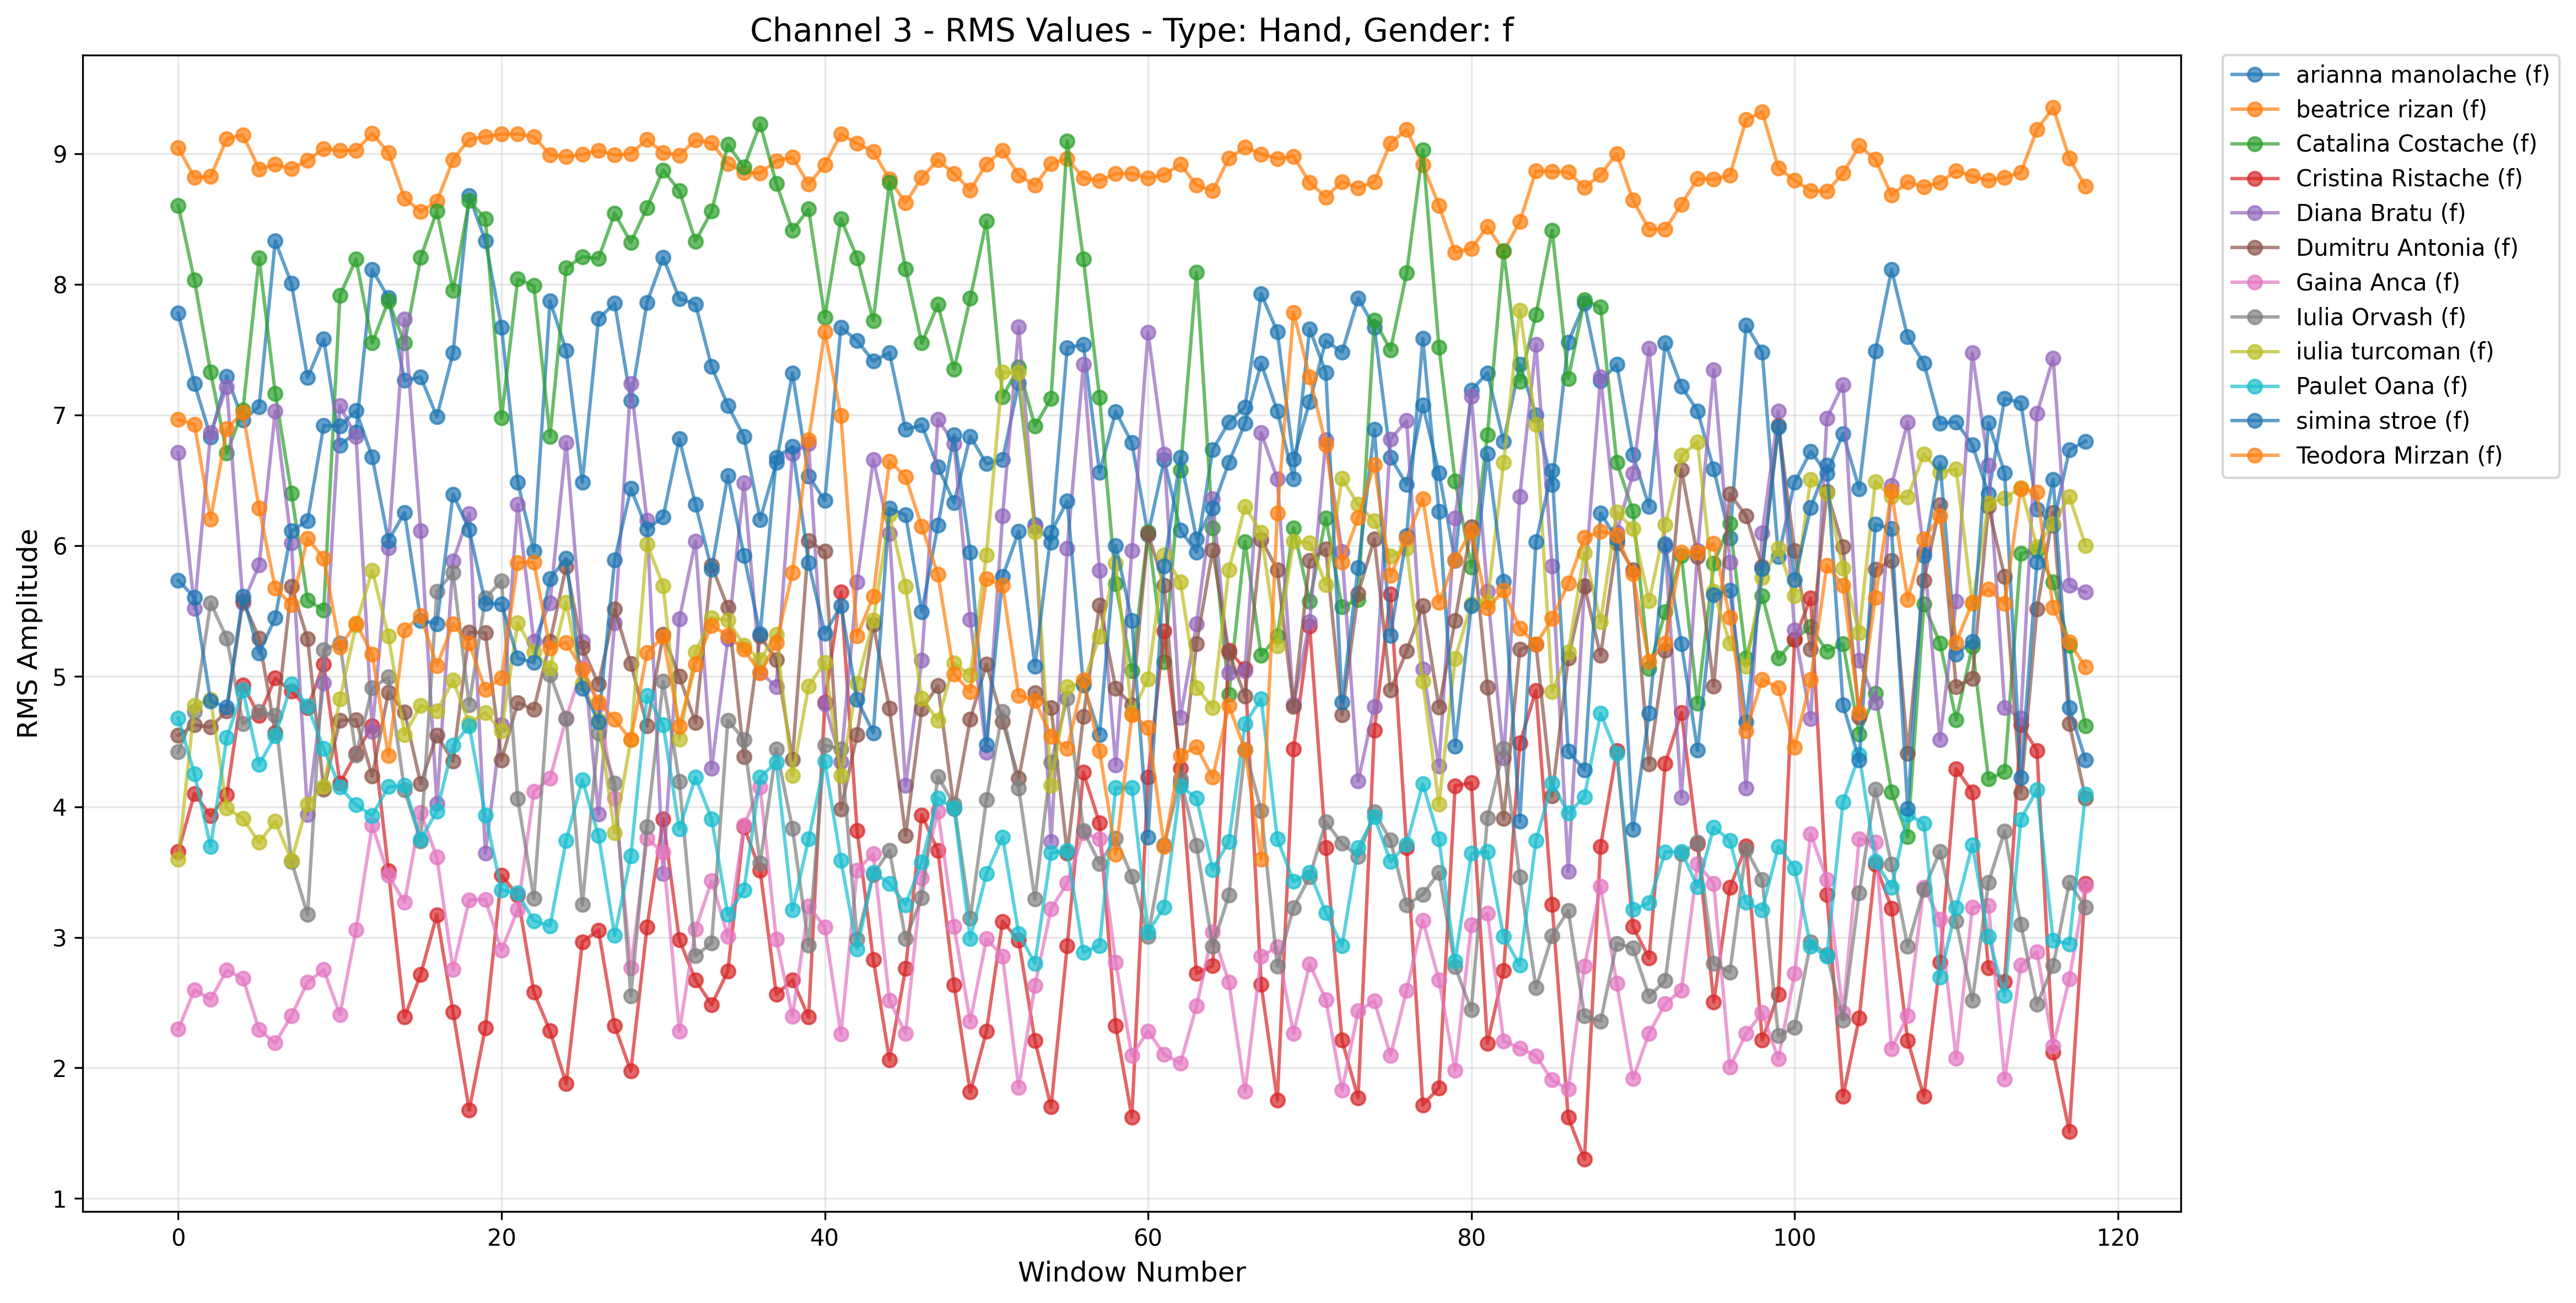 Channel 3 - RMS Values - Type: Hand, Gender: f
RMS Amplitude
9
8
7
6
5
4
3
2
1
0 20 40 60 80 100 120
Window Number
arianna manolache (f)
beatrice rizan (f)
Catalina Costache (f)
Cristina Ristache (f)
Diana Bratu (f)
Dumitru Antonia (f)
Gaina Anca (f)
Iulia Orvash (f)
iulia turcoman (f)
Paulet Oana (f)
simina stroe (f)
Teodora Mirzan (f)